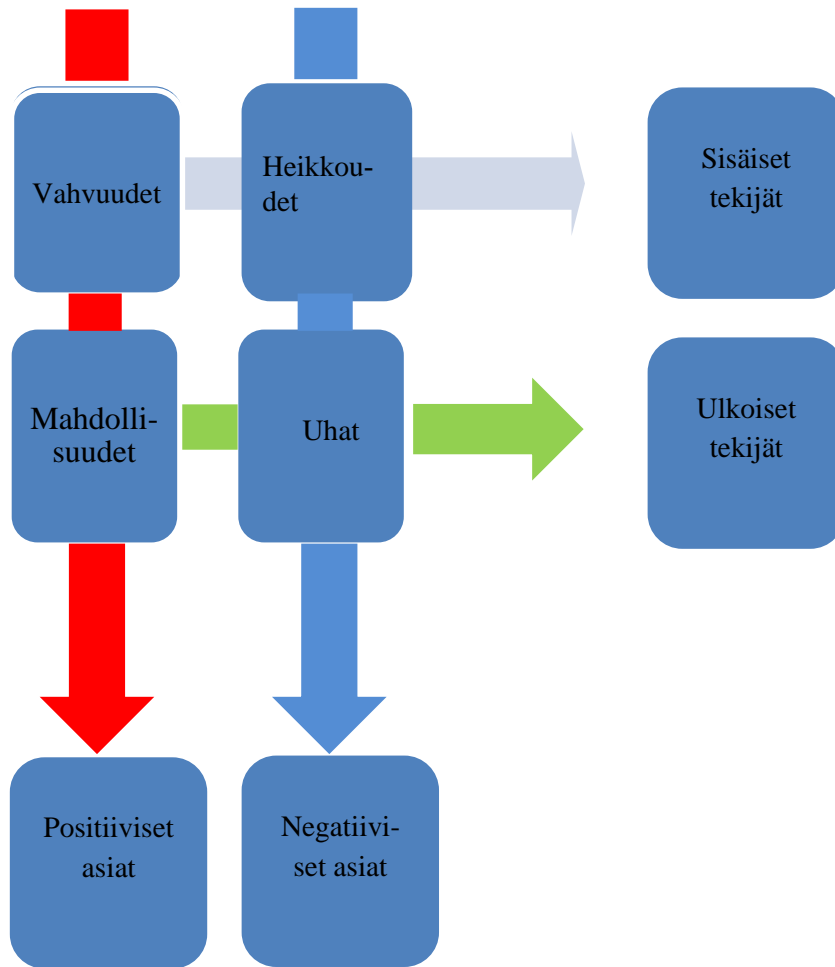 Vahvuudet
Heikkou-
det
Sisäiset
tekijät
Mahdolli-
suudet
Uhat
Ulkoiset
tekijät
Positiiviset
asiat
Negatiivi-
set asiat